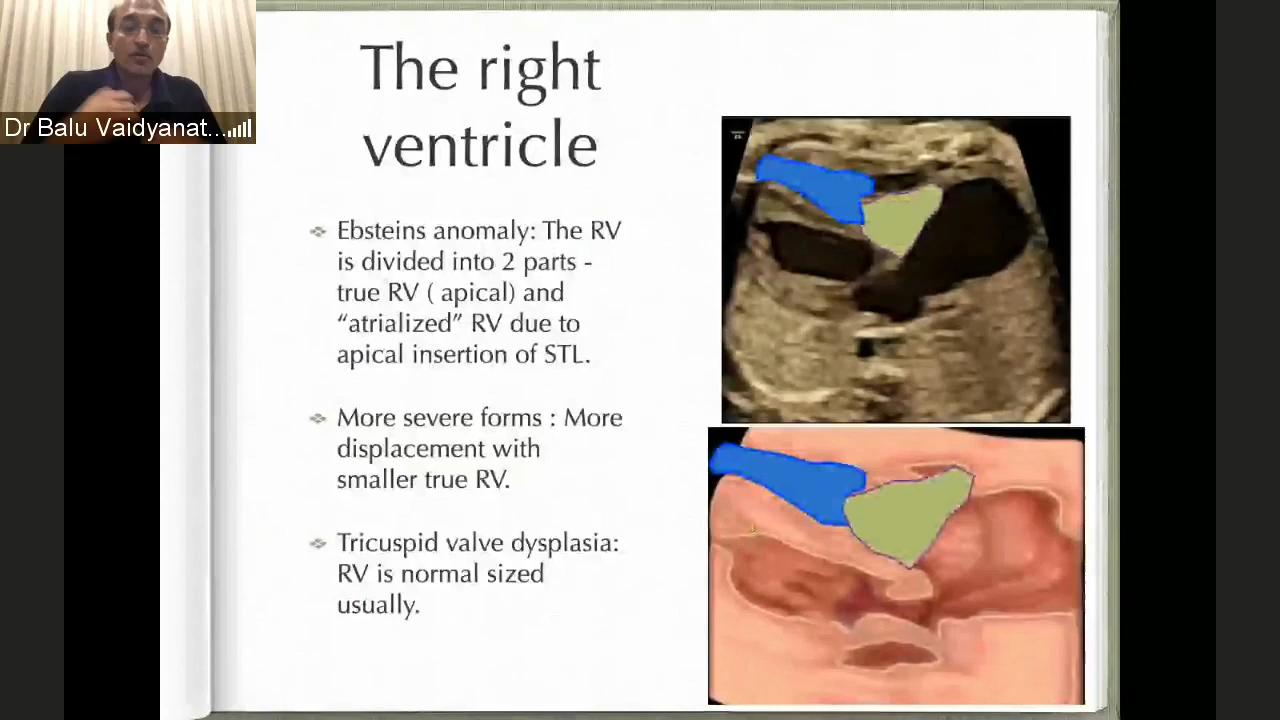 Dr Balu Vaidyanat...
The right
ventricle
Ebsteins anomaly: The RV
is divided into 2 parts -
true RV ( apical) and
“atrialized” RV due to
apical insertion of STL.
More severe forms : More
displacement with
smaller true RV.
Tricuspid valve dysplasia:
RV is normal sized
usually.